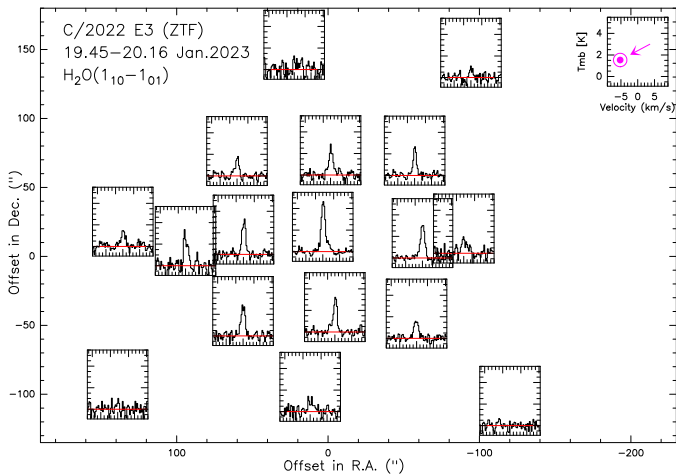 C/2022 E3 (ZTF)
19.45–20.16 Jan.2023
H₂O(1₁₀–1₀₁)
Tmb [K]
4
2
0
−5 0 5
Velocity (km/s)
Offset in Dec. (")
150
100
50
0
−50
−100
100 0 −100 −200
Offset in R.A. (")